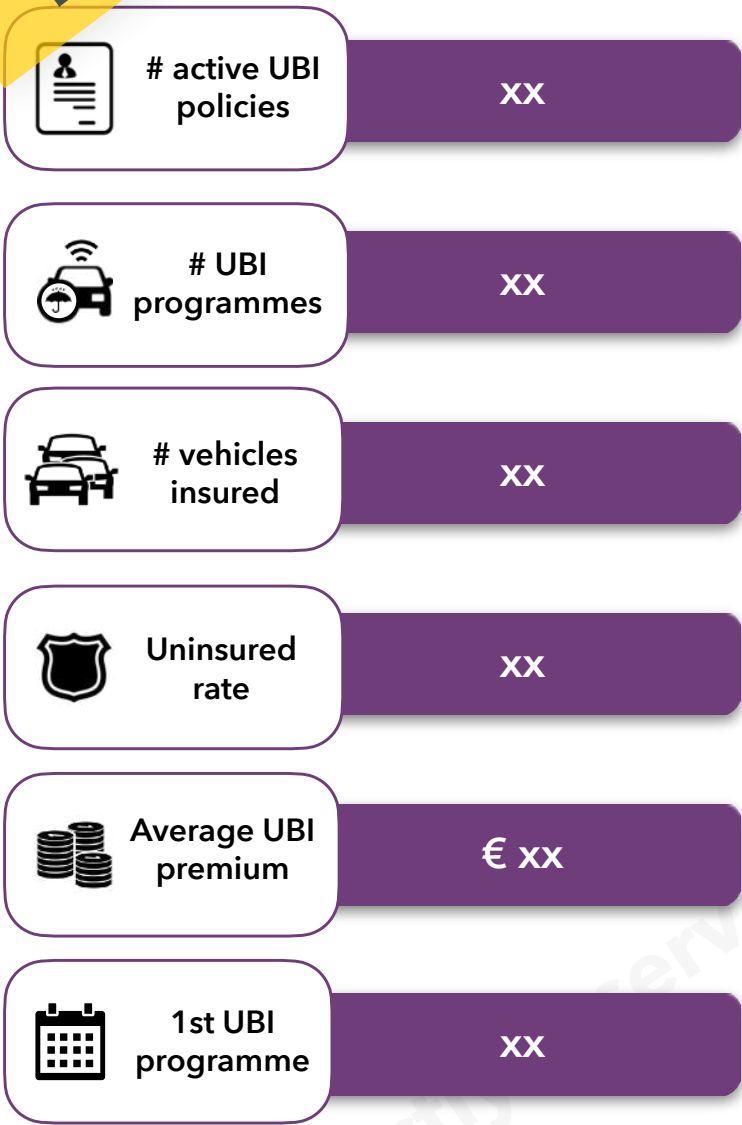 # active UBI
policies
xx
# UBI
programmes
xx
# vehicles
insured
xx
Uninsured
rate
xx
Average UBI
premium
€ xx
1st UBI
programme
xx